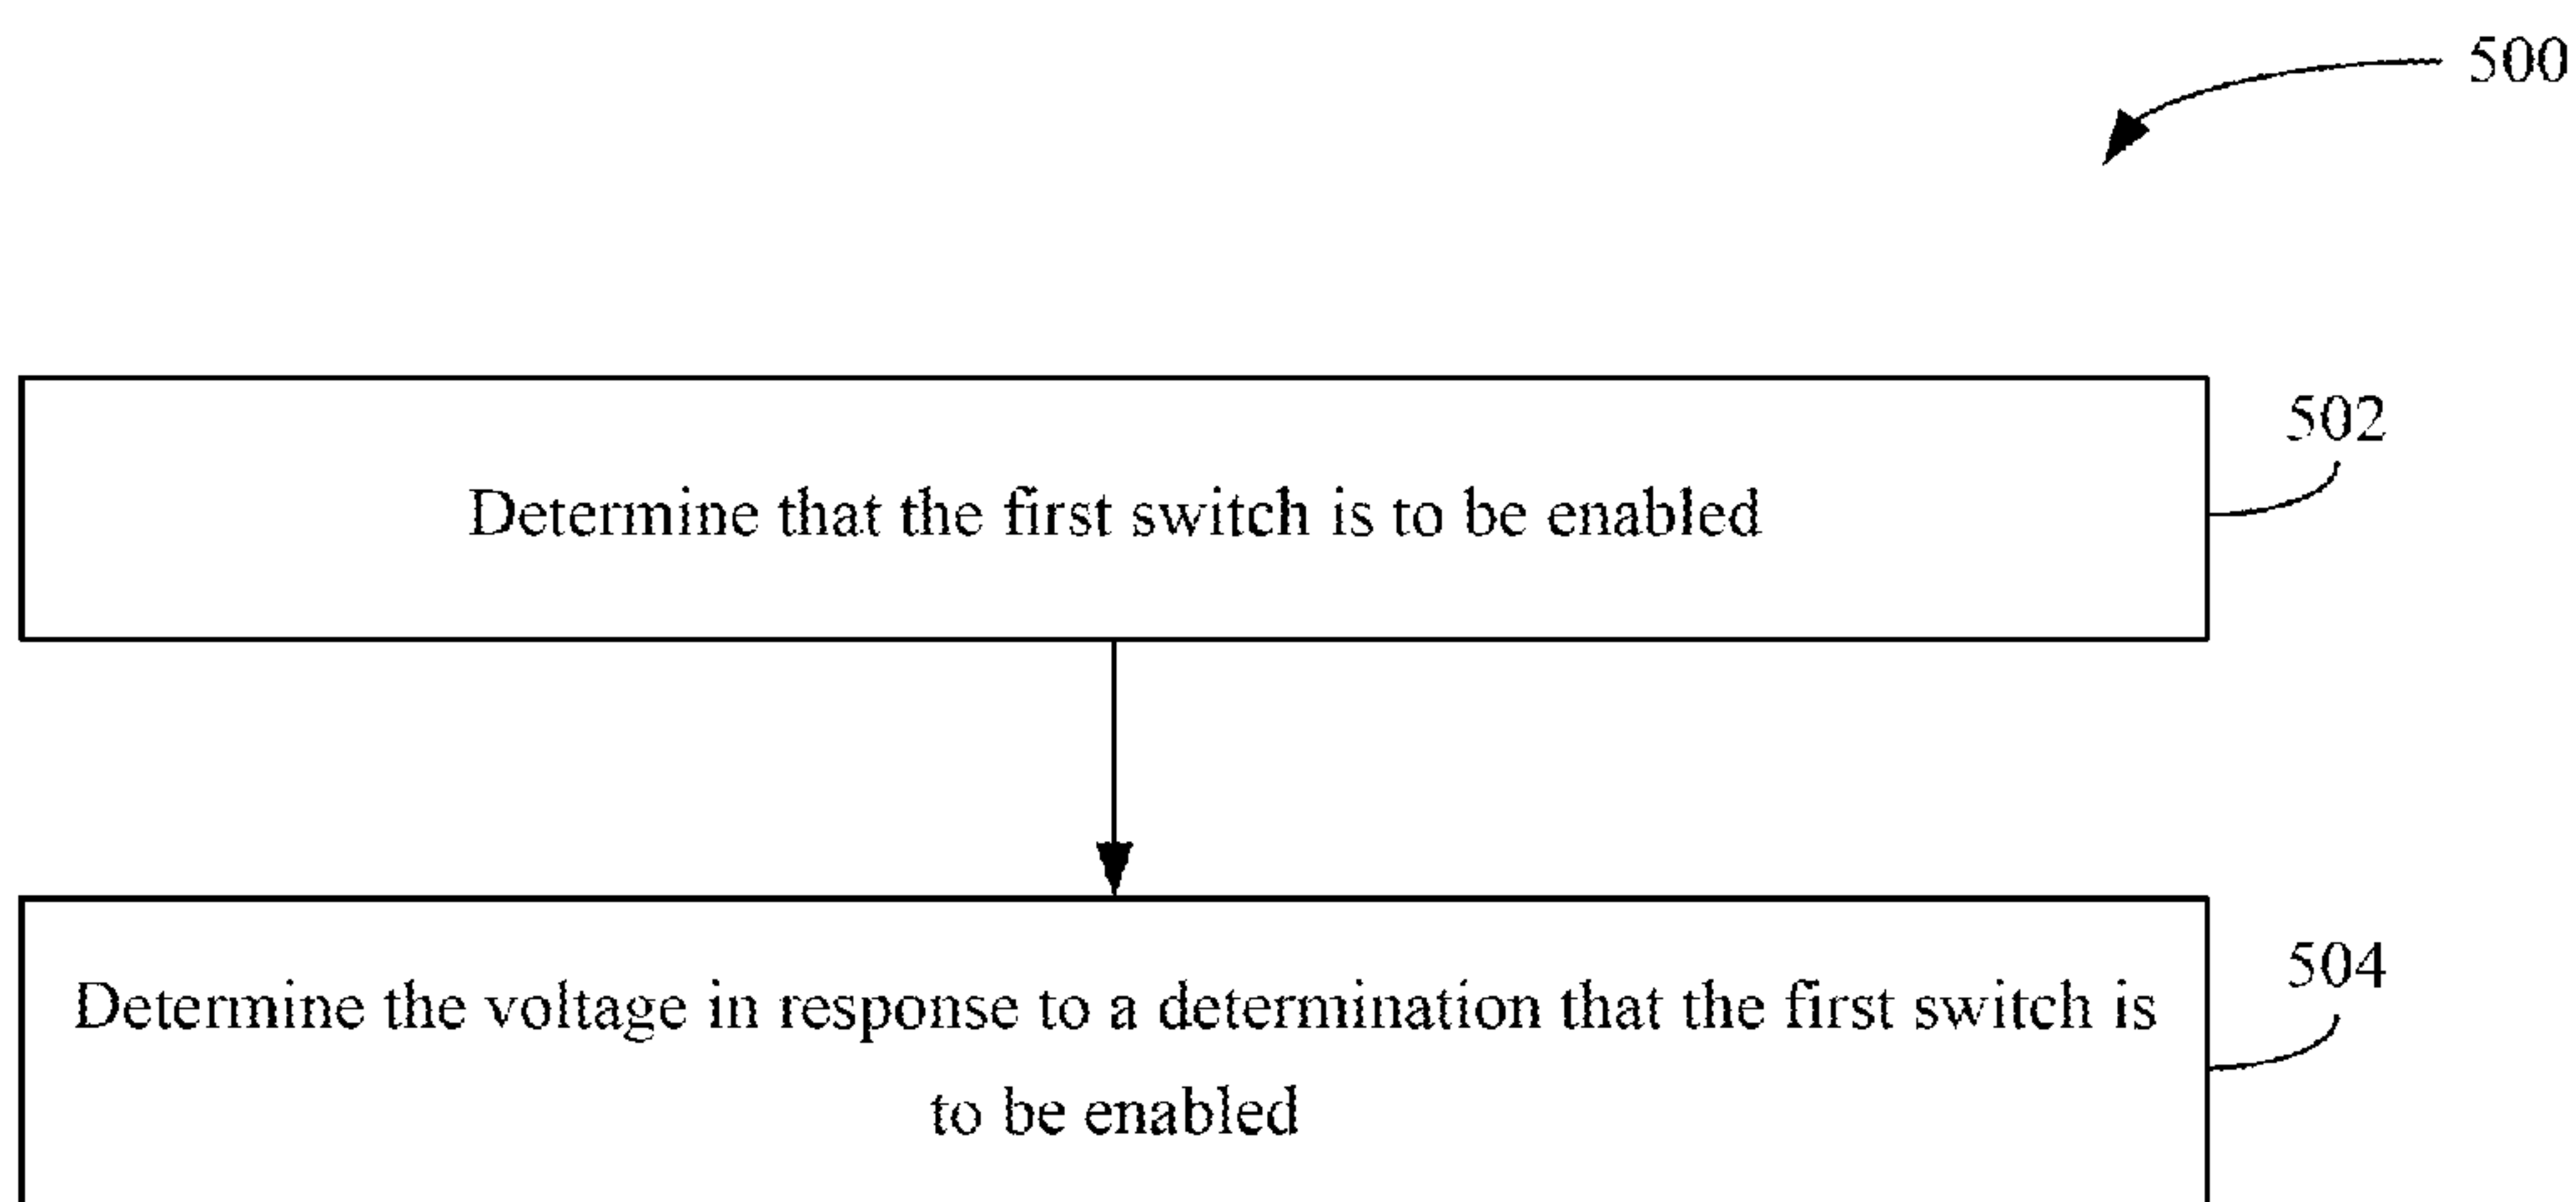 500
502
Determine that the first switch is to be enabled
504
Determine the voltage in response to a determination that the first switch is
to be enabled